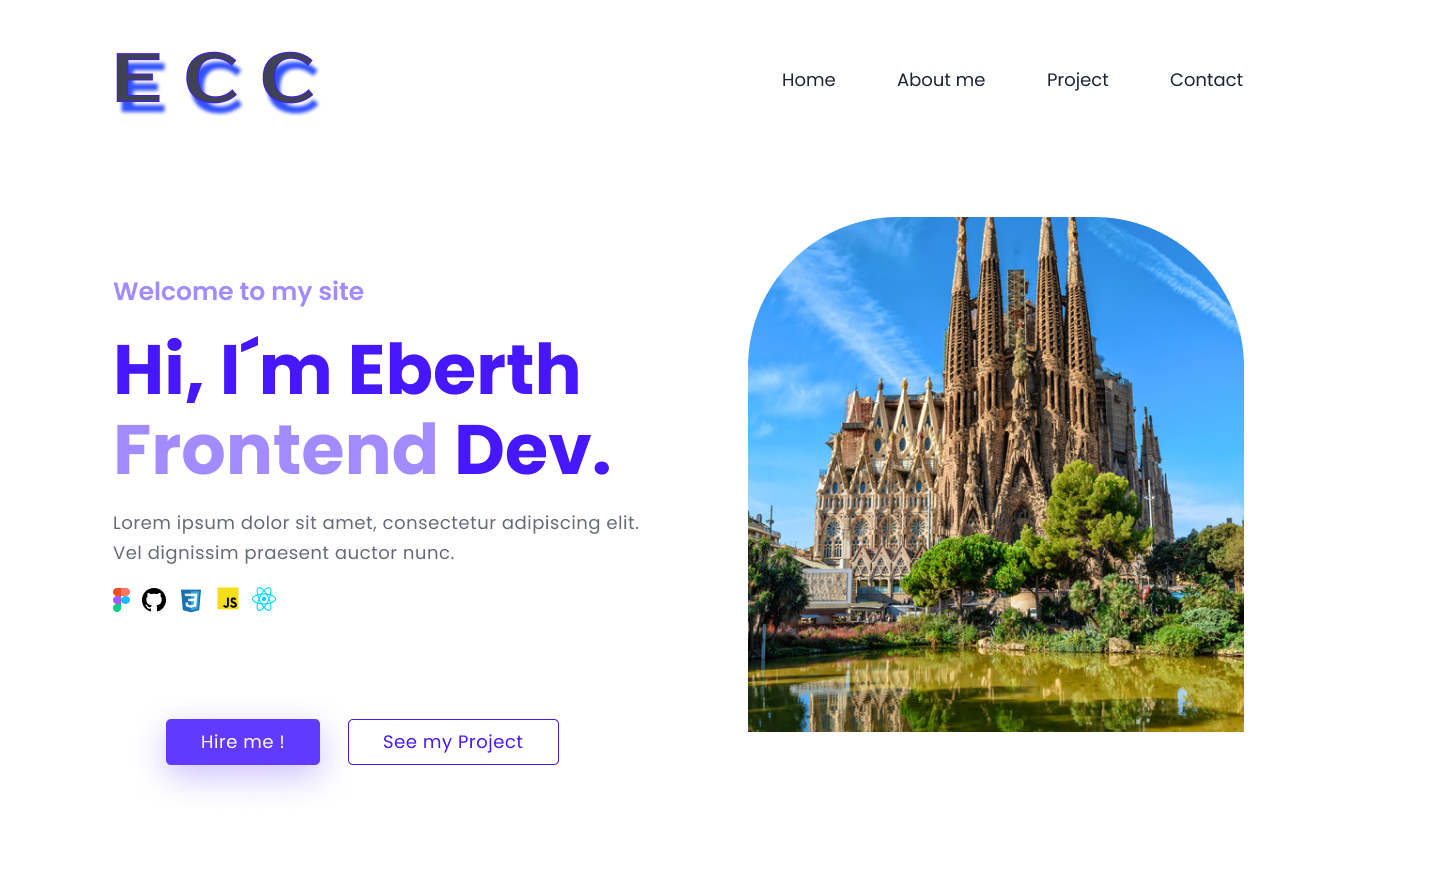 E C C
Home About me Project Contact
Welcome to my site
Hi, I´m Eberth
Frontend Dev.
Lorem ipsum dolor sit amet, consectetur adipiscing elit.
Vel dignissim praesent auctor nunc.
3 JS
Hire me ! See my Project